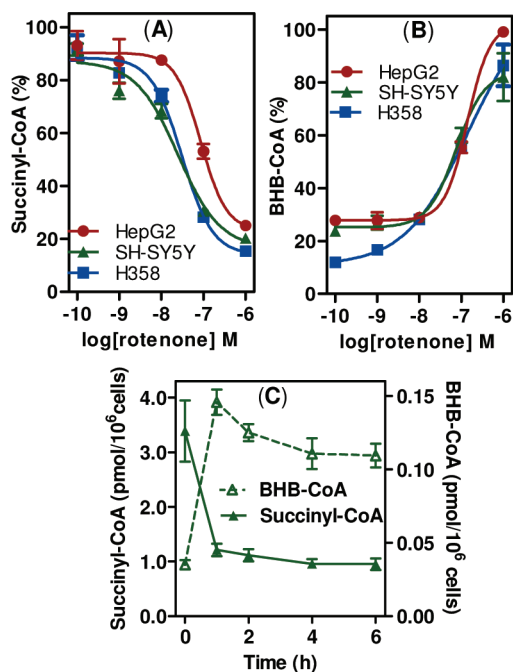 (A)
Succinyl-CoA (%)
100
80
60
40
20
0
HepG2
SH-SY5Y
H358
-10 -9 -8 -7 -6
log[rotenone] M
(B)
BHB-CoA (%)
100
80
60
40
20
0
HepG2
SH-SY5Y
H358
-10 -9 -8 -7 -6
log[rotenone] M
(C)
Succinyl-CoA (pmol/10⁶cells)
4.0
3.0
2.0
1.0
0.0
BHB-CoA
Succinyl-CoA
0.15
0.10
0.05
0.00
BHB-CoA (pmol/10⁶ cells)
0 2 4 6
Time (h)